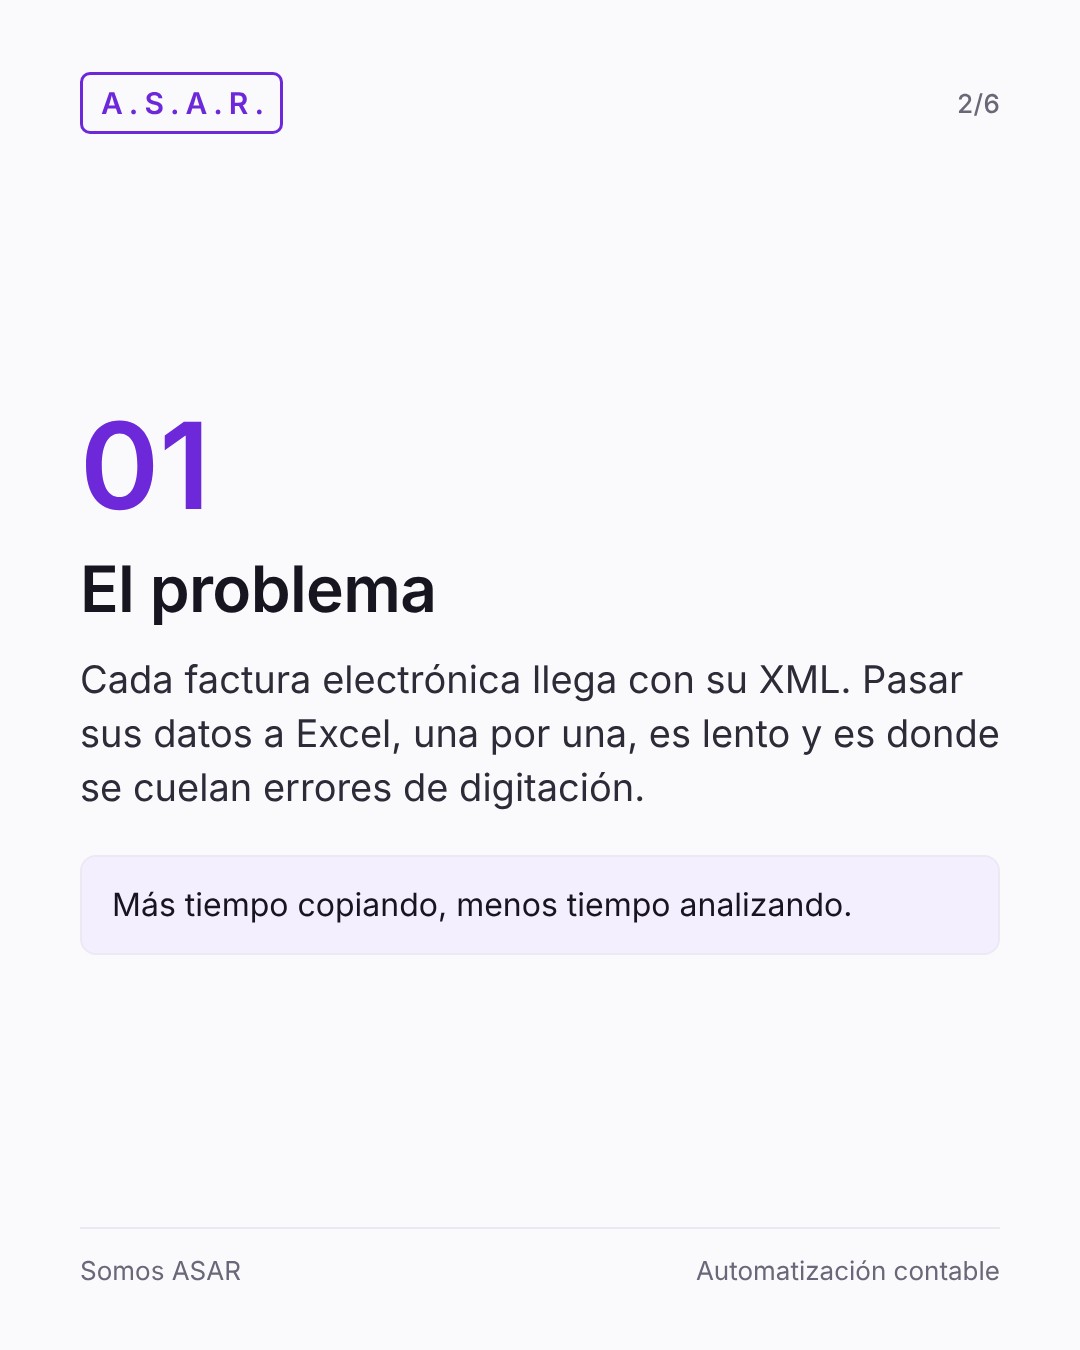 A.S.A.R.
2/6
01
El problema
Cada factura electrónica llega con su XML. Pasar
sus datos a Excel, una por una, es lento y es donde
se cuelan errores de digitación.
Más tiempo copiando, menos tiempo analizando.
Somos ASAR
Automatización contable